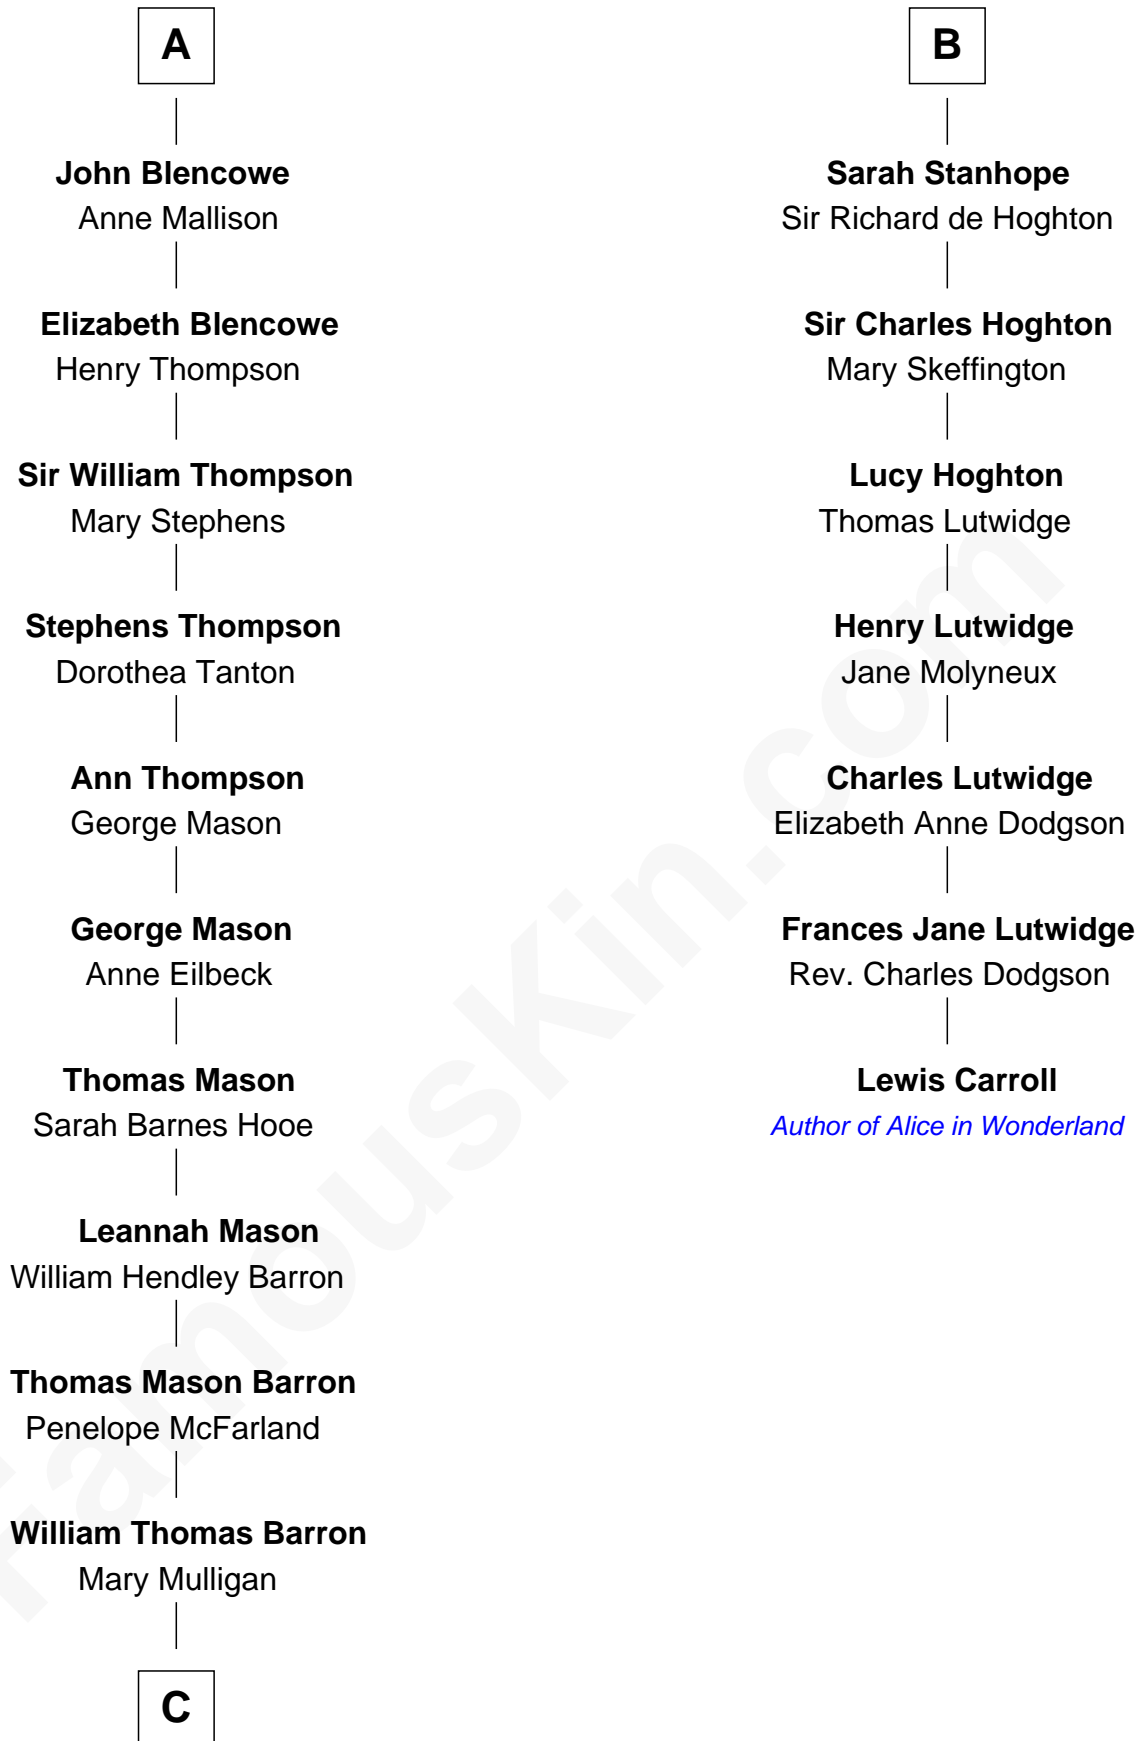 A
John Blencowe
Anne Mallison
Elizabeth Blencowe
Henry Thompson
Sir William Thompson
Mary Stephens
Stephens Thompson
Dorothea Tanton
Ann Thompson
George Mason
George Mason
Anne Eilbeck
Thomas Mason
Sarah Barnes Hooe
Leannah Mason
William Hendley Barron
Thomas Mason Barron
Penelope McFarland
William Thomas Barron
Mary Mulligan
C
B
Sarah Stanhope
Sir Richard de Hoghton
Sir Charles Hoghton
Mary Skeffington
Lucy Hoghton
Thomas Lutwidge
Henry Lutwidge
Jane Molyneux
Charles Lutwidge
Elizabeth Anne Dodgson
Frances Jane Lutwidge
Rev. Charles Dodgson
Lewis Carroll
Author of Alice in Wonderland
FamousKin.com